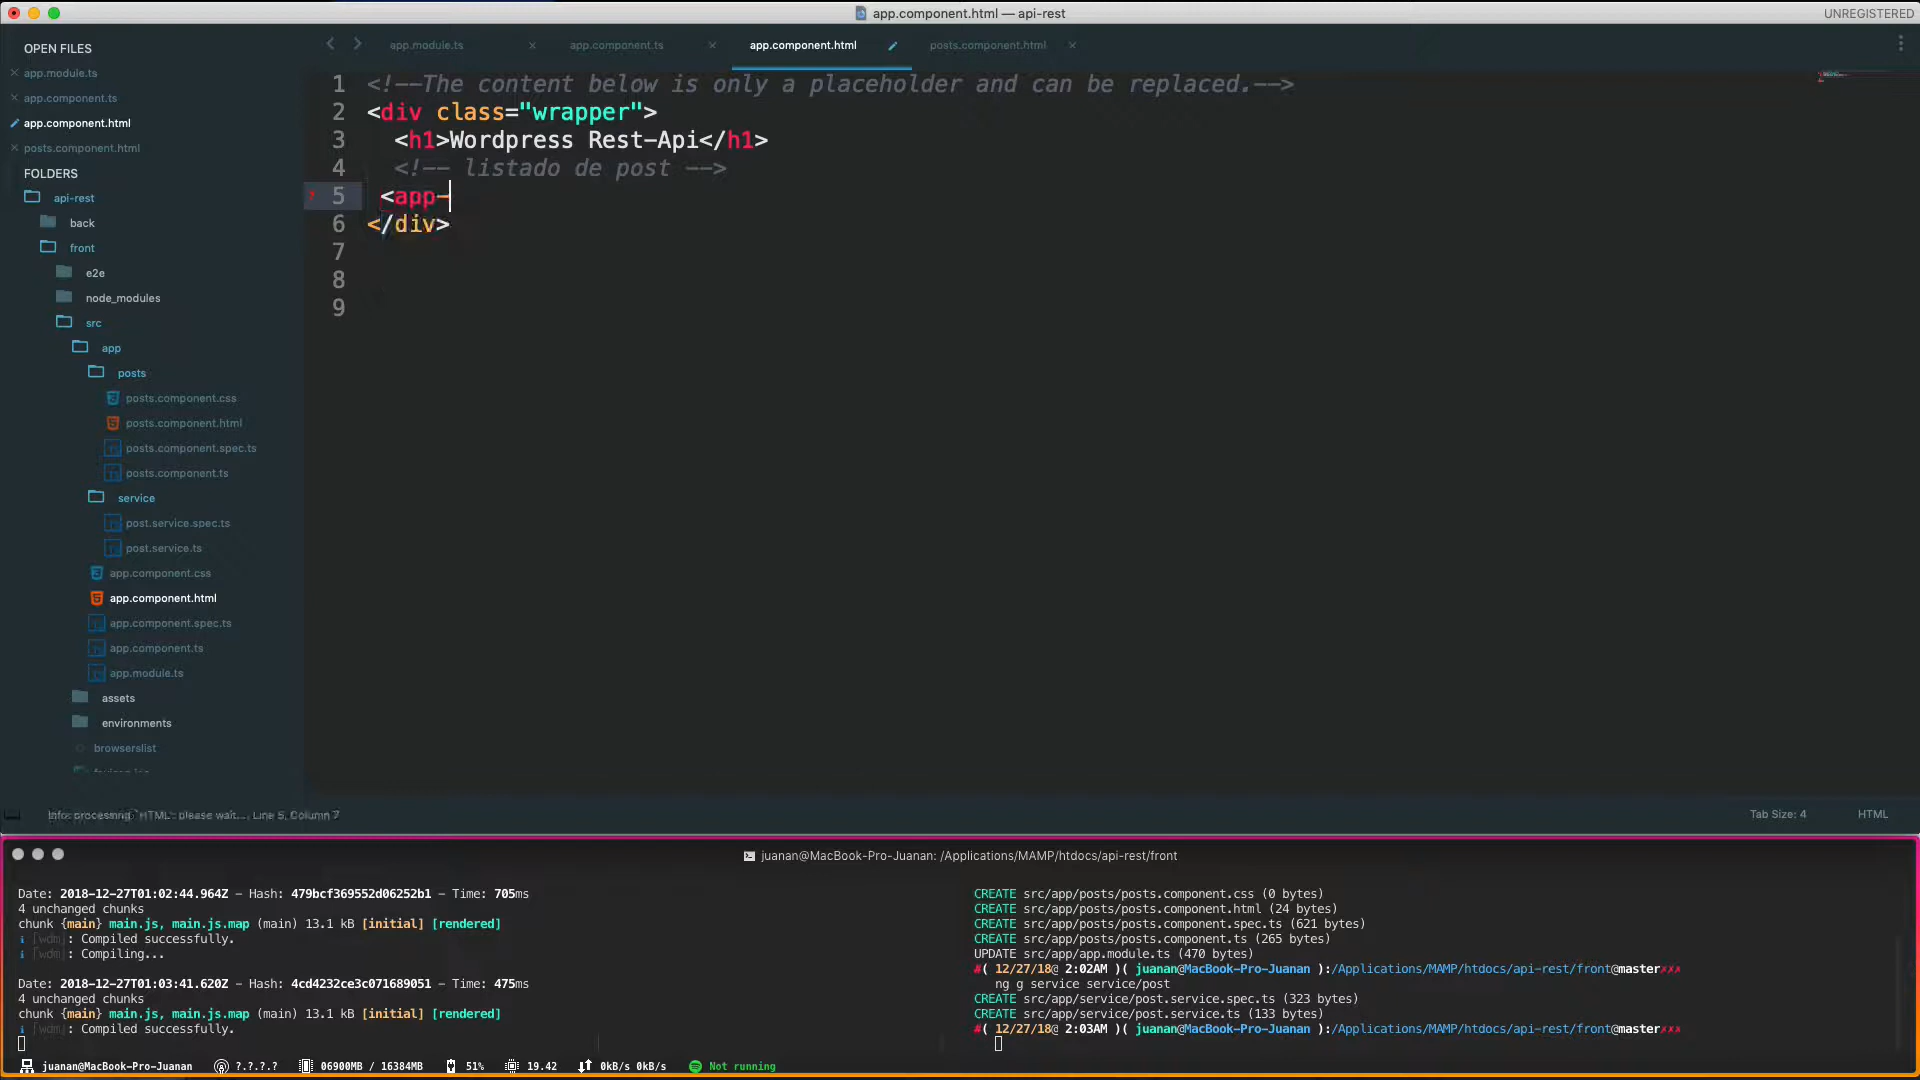 app.component.html — api-rest
UNREGISTERED
OPEN FILES
app.module.ts
app.component.ts
app.component.html
posts.component.html
FOLDERS
api-rest
back
front
e2e
node_modules
src
app
posts
posts.component.css
posts.component.html
posts.component.spec.ts
posts.component.ts
service
post.service.spec.ts
post.service.ts
app.component.css
app.component.html
app.component.spec.ts
app.component.ts
app.module.ts
assets
environments
browserslist
app.module.ts
app.component.ts
app.component.html
posts.component.html
1 <!--The content below is only a placeholder and can be replaced.-->
2 <div class="wrapper">
3 <h1>Wordpress Rest-Api</h1>
4 <!-- listado de post -->
5 <app-
6 </div>
7
8
9
Line 5, Column 7
Tab Size: 4
HTML
juanan@MacBook-Pro-Juanan: /Applications/MAMP/htdocs/api-rest/front
Date: 2018-12-27T01:02:44.964Z - Hash: 479bcf369552d06252b1 - Time: 705ms
4 unchanged chunks
chunk {main} main.js, main.js.map (main) 13.1 kB [initial] [rendered]
ℹ ｢wdm｣: Compiled successfully.
ℹ ｢wdm｣: Compiling...
Date: 2018-12-27T01:03:41.620Z - Hash: 4cd4232ce3c071689051 - Time: 475ms
4 unchanged chunks
chunk {main} main.js, main.js.map (main) 13.1 kB [initial] [rendered]
ℹ ｢wdm｣: Compiled successfully.
CREATE src/app/posts/posts.component.css (0 bytes)
CREATE src/app/posts/posts.component.html (24 bytes)
CREATE src/app/posts/posts.component.spec.ts (621 bytes)
CREATE src/app/posts/posts.component.ts (265 bytes)
UPDATE src/app/app.module.ts (470 bytes)
#( 12/27/18@ 2:02AM )( juanan@MacBook-Pro-Juanan ):/Applications/MAMP/htdocs/api-rest/front@master✗✗✗
ng g service service/post
CREATE src/app/service/post.service.spec.ts (323 bytes)
CREATE src/app/service/post.service.ts (133 bytes)
#( 12/27/18@ 2:03AM )( juanan@MacBook-Pro-Juanan ):/Applications/MAMP/htdocs/api-rest/front@master✗✗✗
juanan@MacBook-Pro-Juanan ?.?.?.? 06900MB / 16384MB 51% 19.42 0kB/s 0kB/s Not running